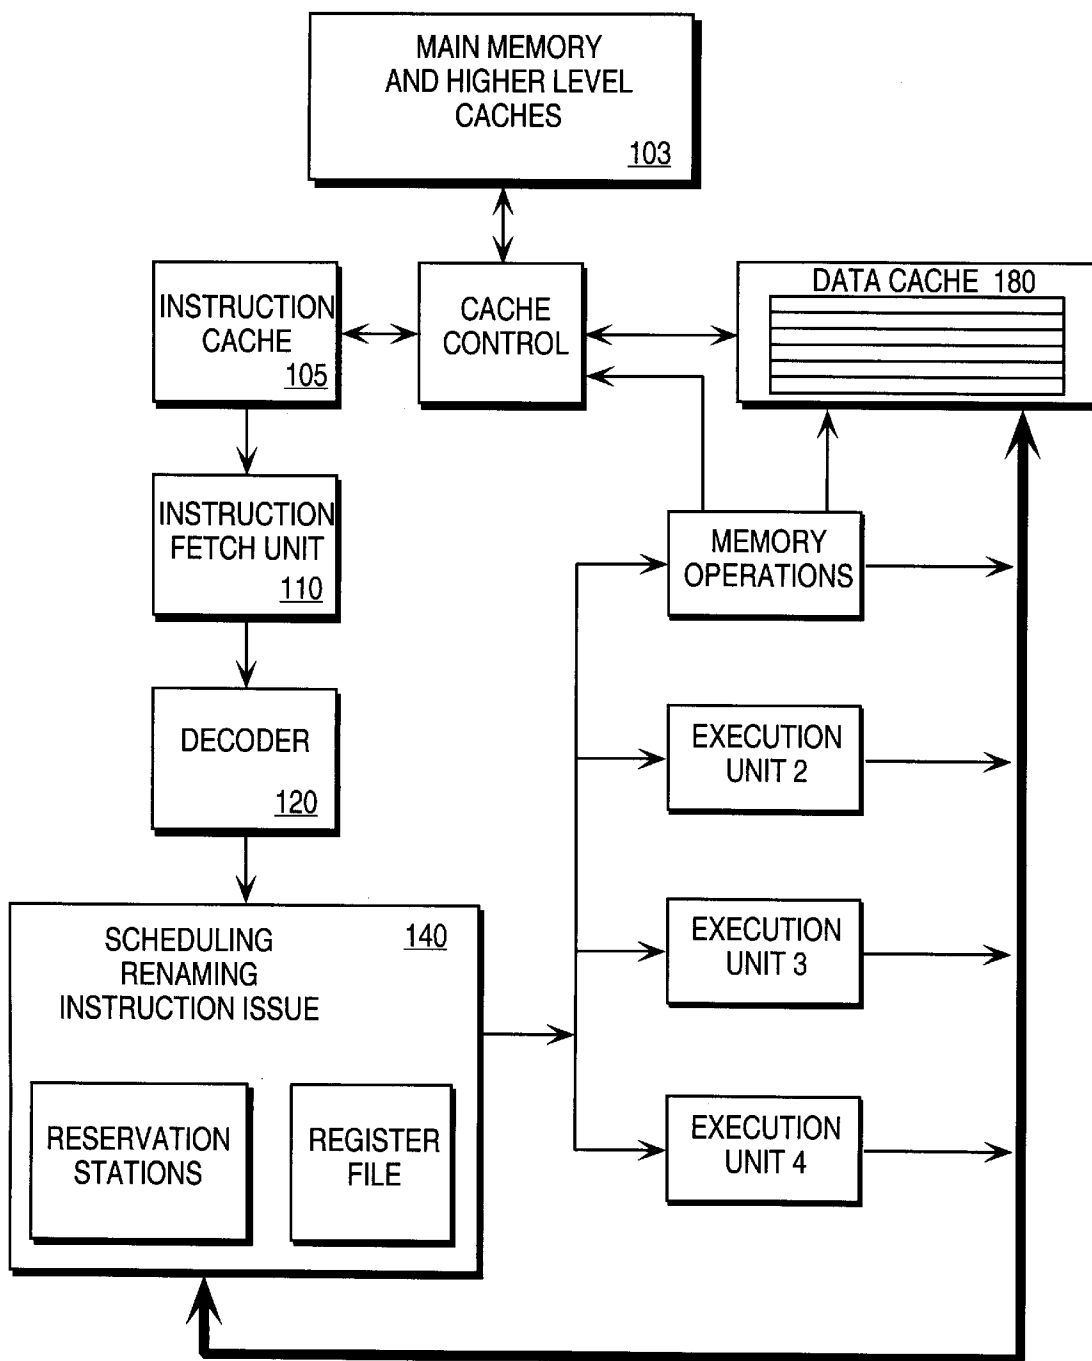 MAIN MEMORY
AND HIGHER LEVEL
CACHES
103
INSTRUCTION
CACHE
105
CACHE
CONTROL
DATA CACHE 180
INSTRUCTION
FETCH UNIT
110
MEMORY
OPERATIONS
DECODER
120
EXECUTION
UNIT 2
SCHEDULING
RENAMING
INSTRUCTION ISSUE
140
EXECUTION
UNIT 3
RESERVATION
STATIONS
REGISTER
FILE
EXECUTION
UNIT 4